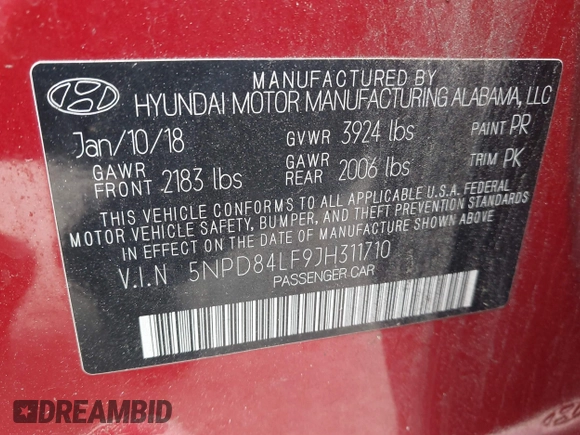 MANUFACTURED BY
HYUNDAI MOTOR MANUFACTURING ALABAMA, LLC
Jan/10/18 GVWR 3924 lbs PAINT PR
GAWR FRONT 2183 lbs GAWR REAR 2006 lbs TRIM PK
THIS VEHICLE CONFORMS TO ALL APPLICABLE U.S.A. FEDERAL
MOTOR VEHICLE SAFETY, BUMPER, AND THEFT PREVENTION STANDARDS
IN EFFECT ON THE DATE OF MANUFACTURE SHOWN ABOVE.
V.I.N 5NPD84LF9JH311710
PASSENGER CAR
DREAMBID